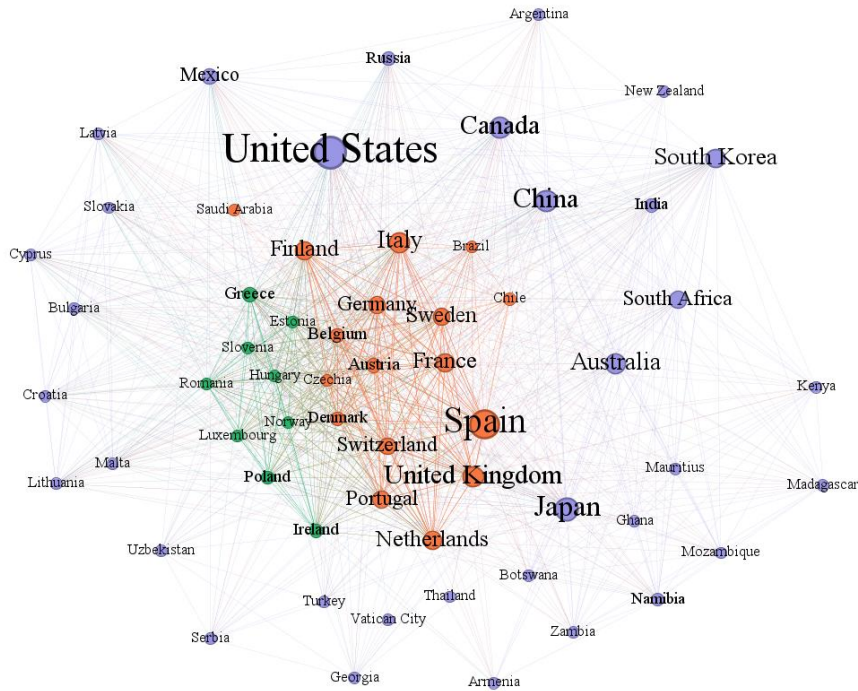 Argentina
Russia
Mexico
New Zealand
Canada
Latvia
United States
South Korea
China
India
Slovakia
Saudi Arabia
Finland
Italy
Brazil
Cyprus
Greece
Chile
South Africa
Germany
Bulgaria
Estonia
Sweden
Belgium
Slovenia
Austria
France
Australia
Hungary
Czechia
Romania
Kenya
Croatia
Denmark
Norway
Spain
Luxembourg
Switzerland
Malta
Mauritius
Poland
United Kingdom
Lithuania
Madagascar
Portugal
Japan
Ghana
Ireland
Netherlands
Uzbekistan
Mozambique
Botswana
Thailand
Turkey
Namibia
Vatican City
Zambia
Serbia
Georgia
Armenia